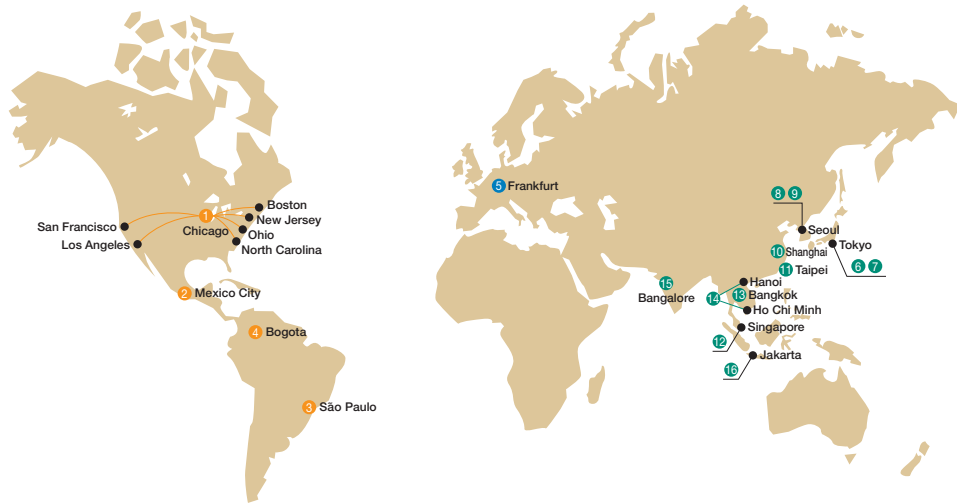 Boston
1
New Jersey
San Francisco
Chicago
Ohio
Los Angeles
North Carolina
2 Mexico City
4 Bogota
3 São Paulo
5 Frankfurt
8 9
Seoul
Tokyo
10 Shanghai
6 7
11 Taipei
15
Bangalore
Hanoi
14
13 Bangkok
Ho Chi Minh
Singapore
12
Jakarta
16